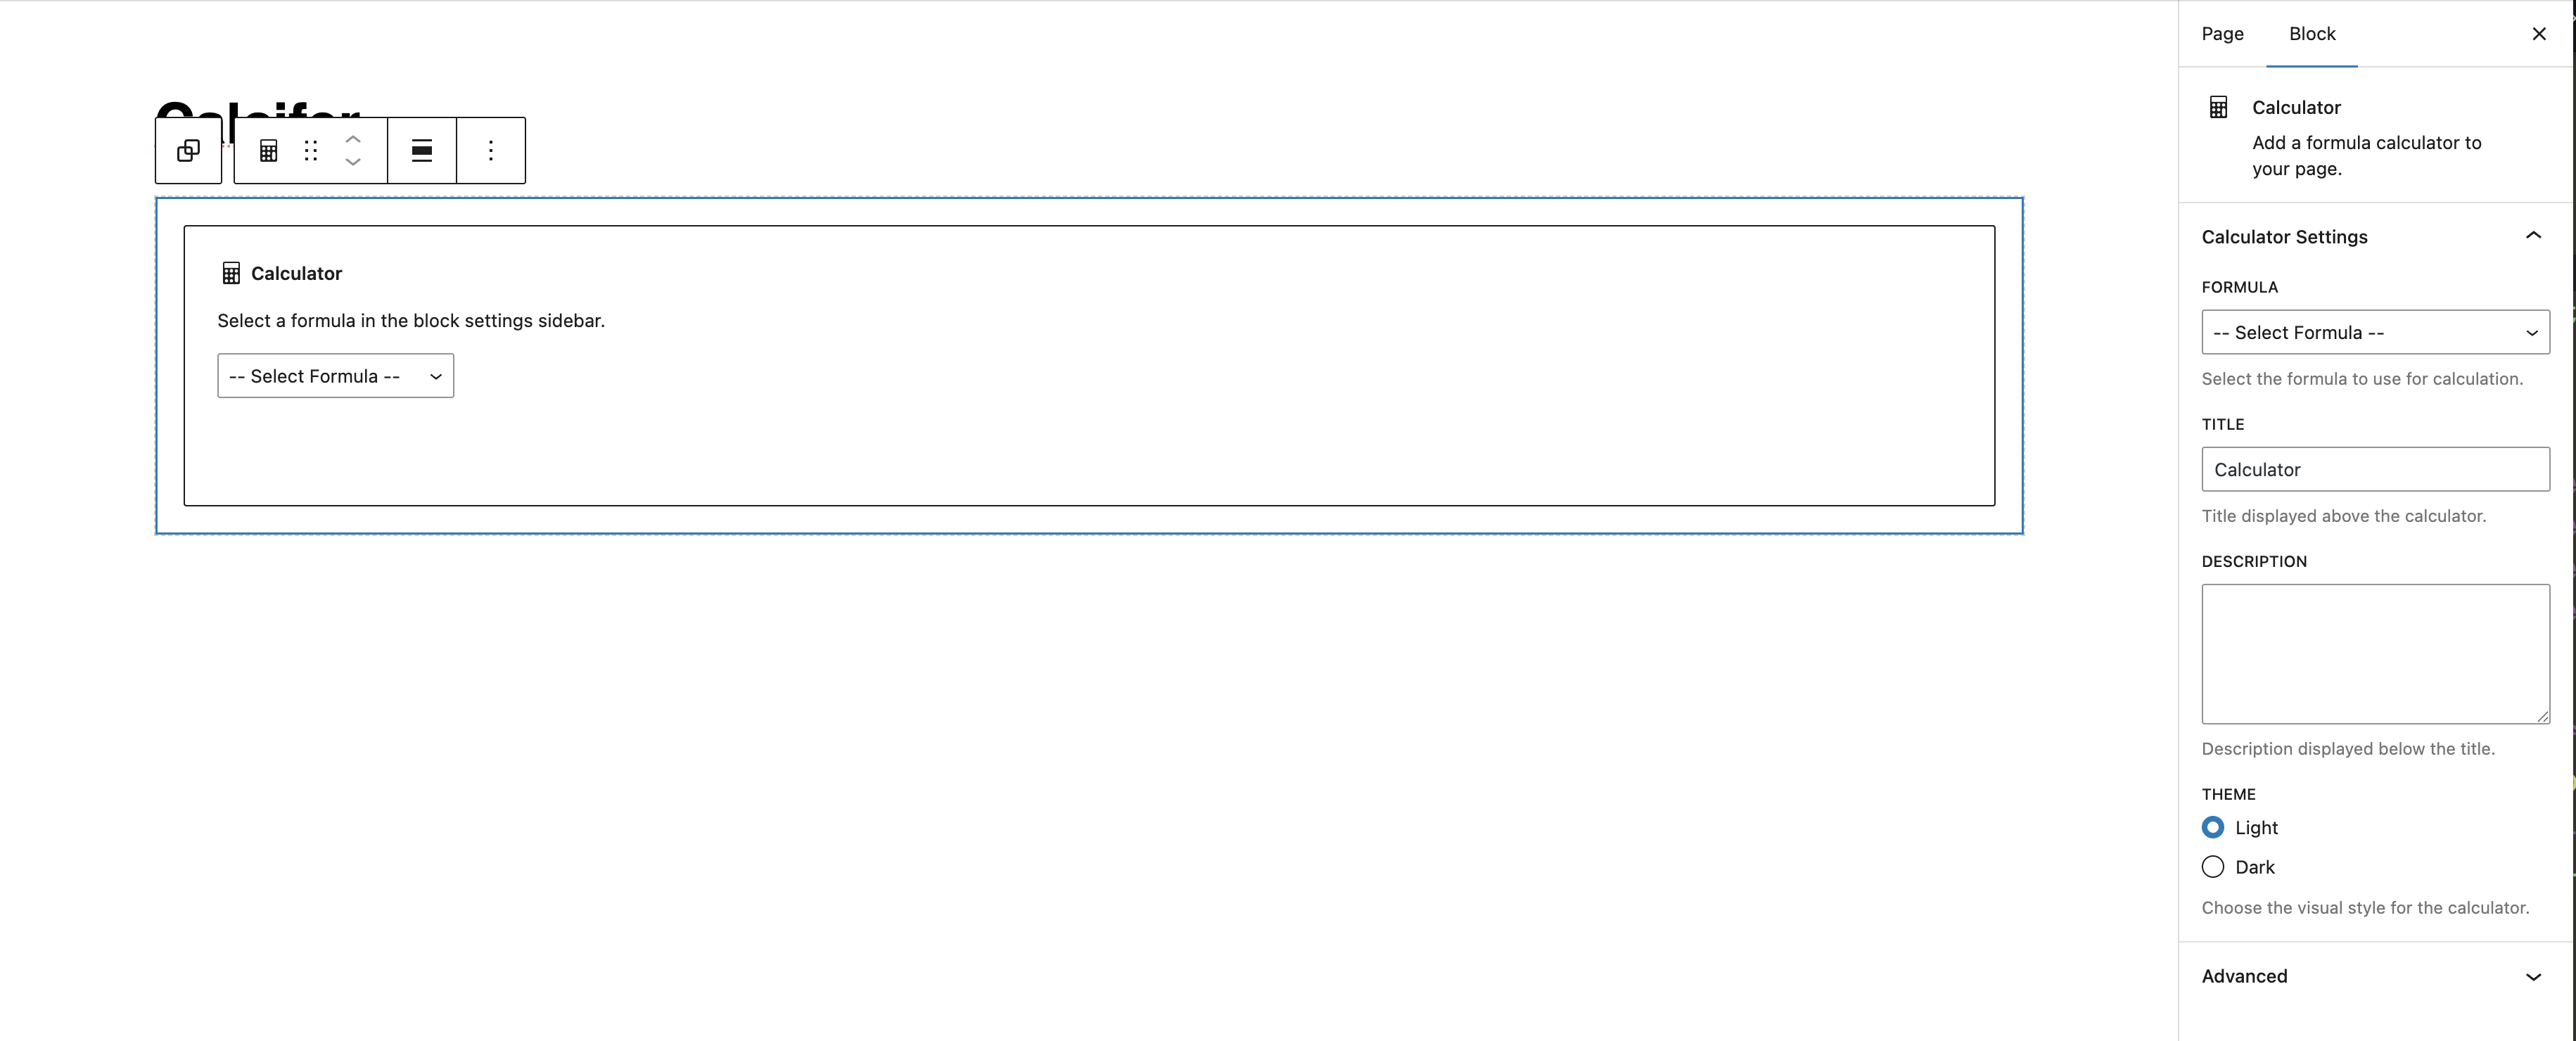 Page Block
Calculator
Add a formula calculator to
your page.
Calculator
Select a formula in the block settings sidebar.
-- Select Formula --
Calculator Settings
FORMULA
-- Select Formula --
Select the formula to use for calculation.
TITLE
Calculator
Title displayed above the calculator.
DESCRIPTION
Description displayed below the title.
THEME
Light
Dark
Choose the visual style for the calculator.
Advanced